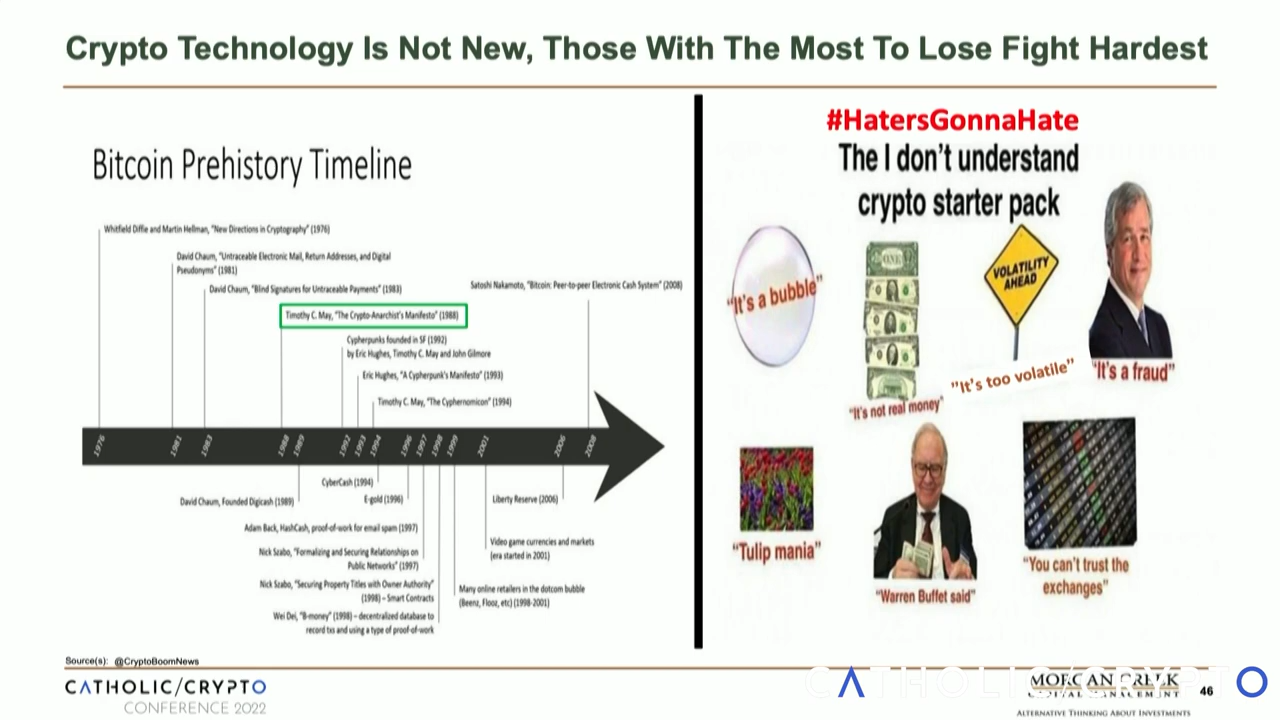 Crypto Technology Is Not New, Those With The Most To Lose Fight Hardest
Bitcoin Prehistory Timeline
Whitfield Diffie and Martin Hellman, "New Directions in Cryptography" (1976)
David Chaum, "Untraceable Electronic Mail, Return Addresses, and Digital
Pseudonyms" (1981)
David Chaum, "Blind Signatures for Untraceable Payments" (1983)
Satoshi Nakamoto, "Bitcoin: Peer-to-peer Electronic Cash System" (2008)
Timothy C. May, "The Crypto-Anarchist's Manifesto" (1988)
Cypherpunks founded in SF (1992)
by Eric Hughes, Timothy C. May and John Gilmore
Eric Hughes, "A Cypherpunk's Manifesto" (1993)
Timothy C. May, "The Cyphernomicon" (1994)
1976 1981 1983 1988 1989 1992 1993 1994 1996 1997 1998 1999 2001 2006 2008
CyberCash (1994)
David Chaum, Founded Digicash (1989)
E-gold (1996)
Liberty Reserve (2006)
Adam Back, HashCash, proof-of-work for email spam (1997)
Video game currencies and markets
(era started in 2001)
Nick Szabo, "Formalizing and Securing Relationships on
Public Networks" (1997)
Nick Szabo, "Securing Property Titles with Owner Authority"
(1998) – Smart Contracts
Many online retailers in the dotcom bubble
(Beenz, Flooz, etc) (1998-2001)
Wei Dei, "B-money" (1998) – decentralized database to
record txs and using a type of proof-of-work
#HatersGonnaHate
The I don't understand
crypto starter pack
"It's a bubble"
ONE
"It's not real money"
VOLATILITY
AHEAD
"It's too volatile"
"It's a fraud"
"Tulip mania"
"Warren Buffet said"
"You can't trust the
exchanges"
Source(s): @CryptoBoomNews
CATHOLIC/CRYPTO
CONFERENCE 2022
MORGAN CREEK
CAPITAL MANAGEMENT
ALTERNATIVE THINKING ABOUT INVESTMENTS
46
CATHOLIC/CRYPTO